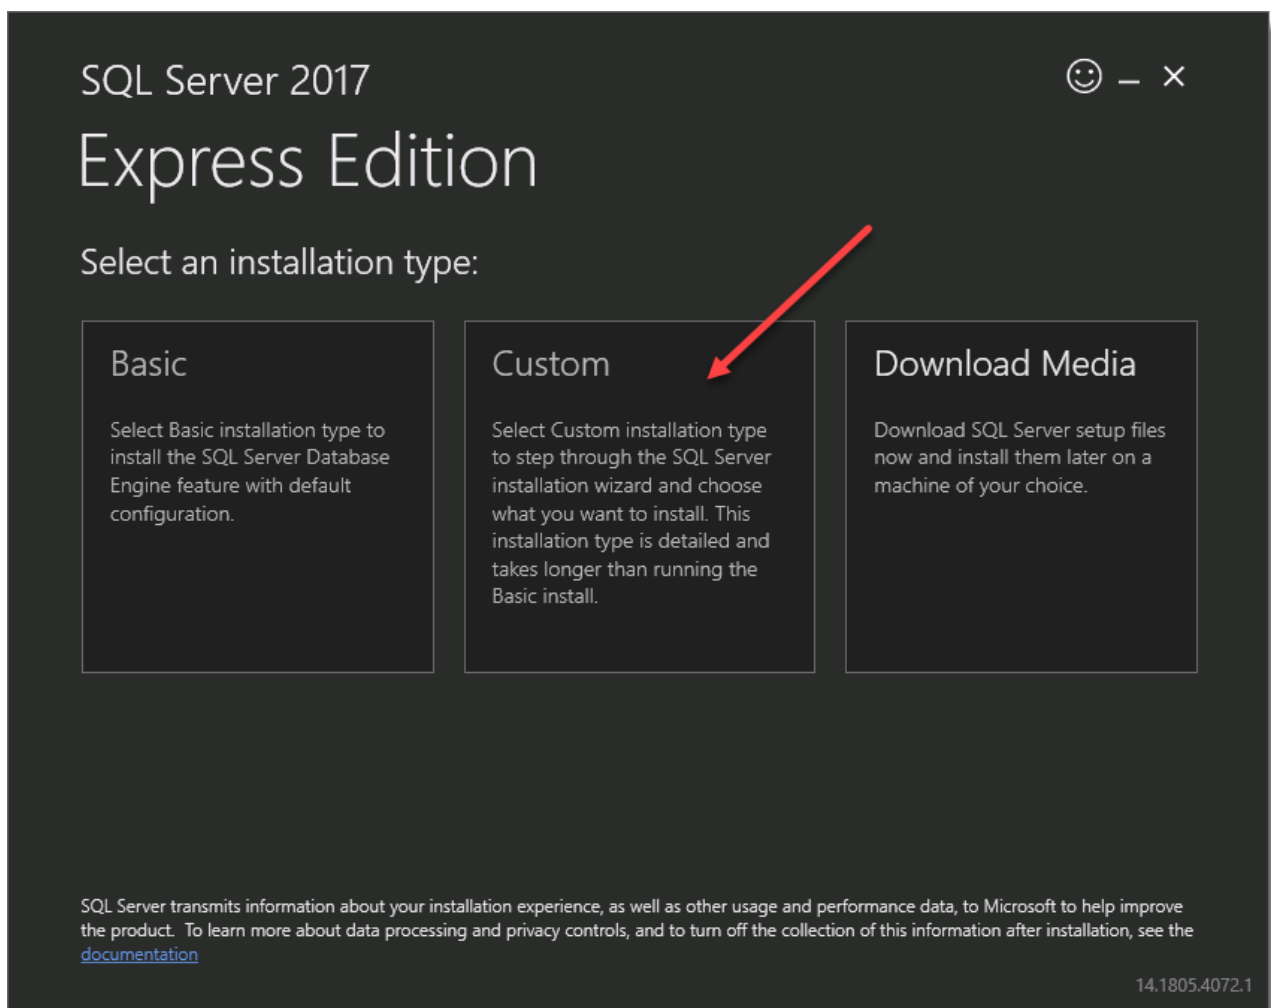 SQL Server 2017
Express Edition
Select an installation type:
Basic
Select Basic installation type to
install the SQL Server Database
Engine feature with default
configuration.
Custom
Select Custom installation type
to step through the SQL Server
installation wizard and choose
what you want to install. This
installation type is detailed and
takes longer than running the
Basic install.
Download Media
Download SQL Server setup files
now and install them later on a
machine of your choice.
SQL Server transmits information about your installation experience, as well as other usage and performance data, to Microsoft to help improve
the product.  To learn more about data processing and privacy controls, and to turn off the collection of this information after installation, see the
documentation
14.1805.4072.1